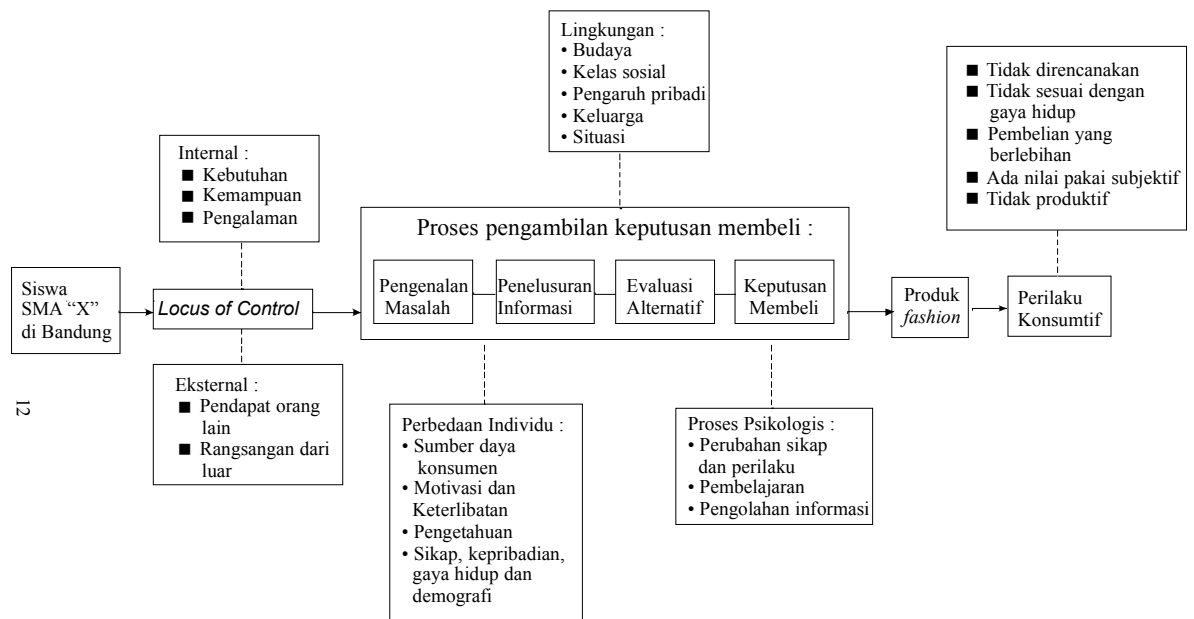 Lingkungan :
• Budaya
• Kelas sosial
• Pengaruh pribadi
• Keluarga
• Situasi
■ Tidak direncanakan
■ Tidak sesuai dengan
gaya hidup
■ Pembelian yang
berlebihan
■ Ada nilai pakai subjektif
■ Tidak produktif
Internal :
■ Kebutuhan
■ Kemampuan
■ Pengalaman
Proses pengambilan keputusan membeli :
Siswa
SMA “X”
di Bandung
Locus of Control
Pengenalan
Masalah
Penelusuran
Informasi
Evaluasi
Alternatif
Keputusan
Membeli
Produk
fashion
Perilaku
Konsumtif
Eksternal :
■ Pendapat orang
lain
■ Rangsangan dari
luar
Perbedaan Individu :
• Sumber daya
konsumen
• Motivasi dan
Keterlibatan
• Pengetahuan
• Sikap, kepribadian,
gaya hidup dan
demografi
Proses Psikologis :
• Perubahan sikap
dan perilaku
• Pembelajaran
• Pengolahan informasi
12